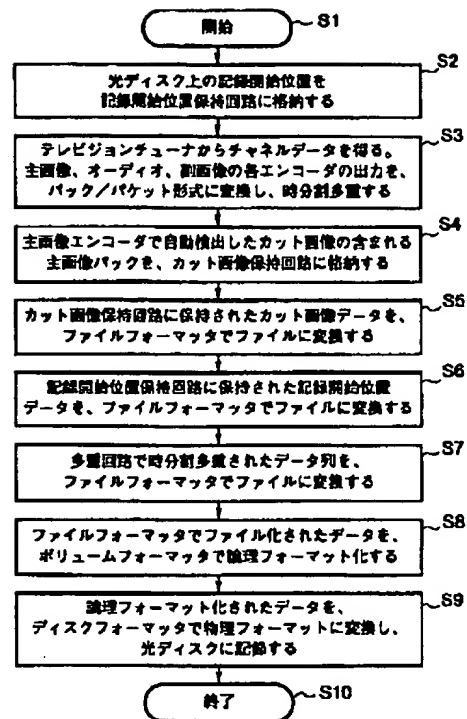 開始
S1
S2
光ディスク上の記録開始位置を
記録開始位置保持回路に格納する
S3
テレビジョンチューナからチャネルデータを得る。
主画像、オーディオ、副画像の各エンコーダの出力を、
パック／パケット形式に変換し、時分割多重する
S4
主画像エンコーダで自動検出したカット画像の含まれる
主画像パックを、カット画像保持回路に格納する
S5
カット画像保持回路に保持されたカット画像データを、
ファイルフォーマッタでファイルに変換する
S6
記録開始位置保持回路に保持された記録開始位置
データを、ファイルフォーマッタでファイルに変換する
S7
多重回路で時分割多重されたデータ列を、
ファイルフォーマッタでファイルに変換する
S8
ファイルフォーマッタでファイル化されたデータを、
ボリュームフォーマッタで論理フォーマット化する
S9
論理フォーマット化されたデータを、
ディスクフォーマッタで物理フォーマットに変換し、
光ディスクに記録する
終了
S10